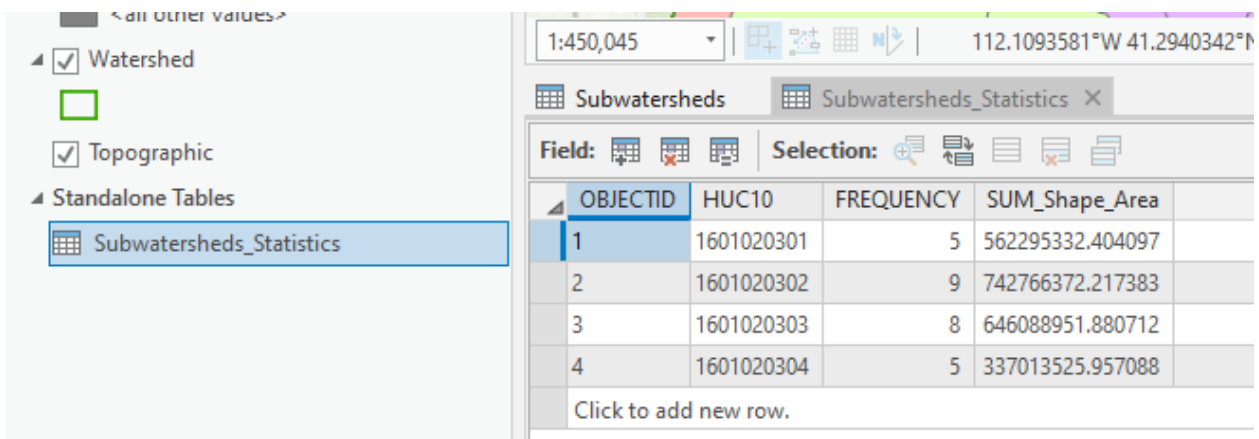 <all other values>
Watershed
Topographic
Standalone Tables
Subwatersheds_Statistics
1:450,045 112.1093581°W 41.2940342°N
Subwatersheds Subwatersheds_Statistics
Field: Selection:
OBJECTID HUC10 FREQUENCY SUM_Shape_Area
1 1601020301 5 562295332.404097
2 1601020302 9 742766372.217383
3 1601020303 8 646088951.880712
4 1601020304 5 337013525.957088
Click to add new row.